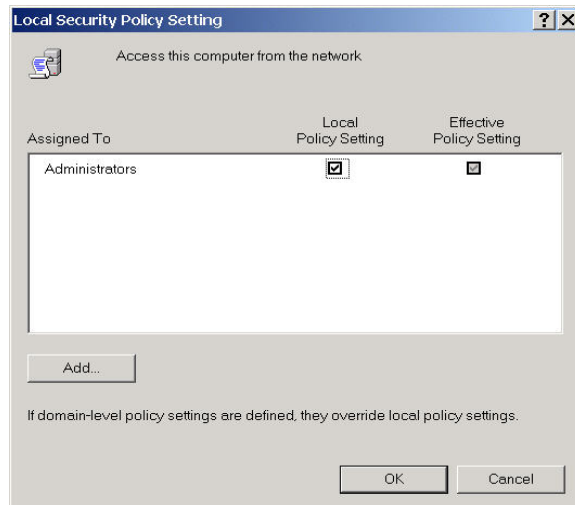 Local Security Policy Setting
Access this computer from the network
Local
Policy Setting
Effective
Policy Setting
Assigned To
Administrators
Add...
If domain-level policy settings are defined, they override local policy settings.
OK
Cancel